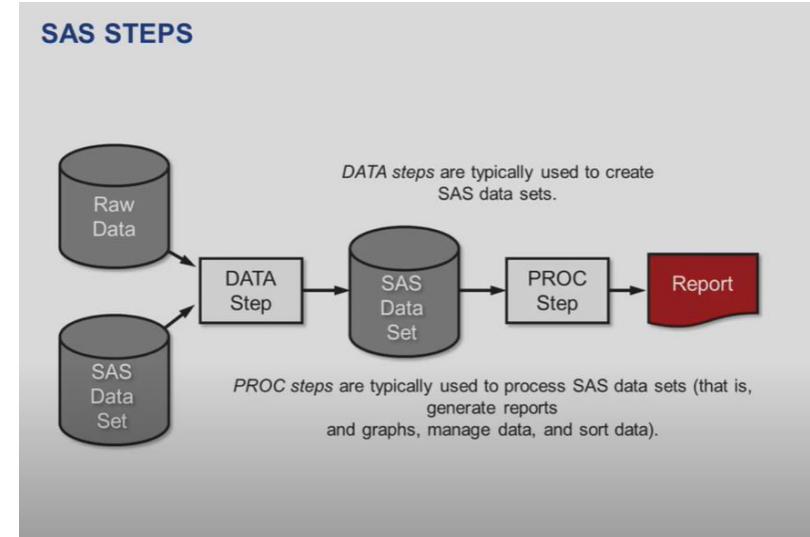 SAS STEPS
DATA steps are typically used to create
SAS data sets.
Raw
Data
DATA
Step
SAS
Data
Set
PROC
Step
Report
SAS
Data
Set
PROC steps are typically used to process SAS data sets (that is,
generate reports
and graphs, manage data, and sort data).